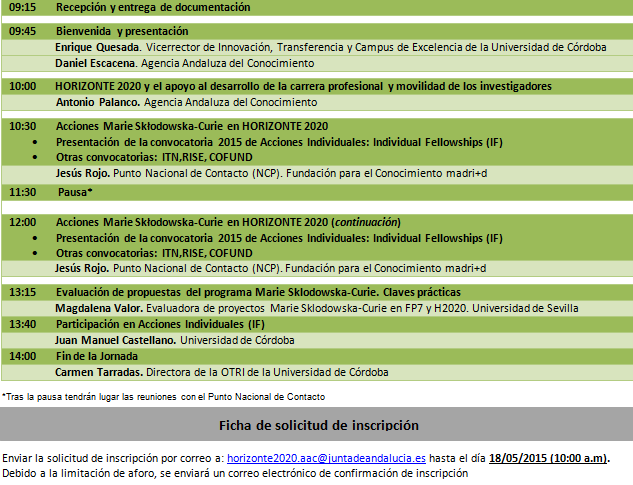 09:15 Recepción y entrega de documentación
09:45 Bienvenida y presentación
Enrique Quesada. Vicerrector de Innovación, Transferencia y Campus de Excelencia de la Universidad de Córdoba
Daniel Escacena. Agencia Andaluza del Conocimiento
10:00 HORIZONTE 2020 y el apoyo al desarrollo de la carrera profesional y movilidad de los investigadores
Antonio Palanco. Agencia Andaluza del Conocimiento
10:30 Acciones Marie Skłodowska-Curie en HORIZONTE 2020
• Presentación de la convocatoria 2015 de Acciones Individuales: Individual Fellowships (IF)
• Otras convocatorias: ITN,RISE, COFUND
Jesús Rojo. Punto Nacional de Contacto (NCP). Fundación para el Conocimiento madri+d
11:30 Pausa*
12:00 Acciones Marie Skłodowska-Curie en HORIZONTE 2020 (continuación)
• Presentación de la convocatoria 2015 de Acciones Individuales: Individual Fellowships (IF)
• Otras convocatorias: ITN,RISE, COFUND
Jesús Rojo. Punto Nacional de Contacto (NCP). Fundación para el Conocimiento madri+d
13:15 Evaluación de propuestas del programa Marie Sklodowska-Curie. Claves prácticas
Magdalena Valor. Evaluadora de proyectos Marie Sklodowska-Curie en FP7 y H2020. Universidad de Sevilla
13:40 Participación en Acciones Individuales (IF)
Juan Manuel Castellano. Universidad de Córdoba
14:00 Fin de la Jornada
Carmen Tarradas. Directora de la OTRI de la Universidad de Córdoba
*Tras la pausa tendrán lugar las reuniones con el Punto Nacional de Contacto
Ficha de solicitud de inscripción
Enviar la solicitud de inscripción por correo a: horizonte2020.aac@juntadeandalucia.es hasta el día 18/05/2015 (10:00 a.m).
Debido a la limitación de aforo, se enviará un correo electrónico de confirmación de inscripción